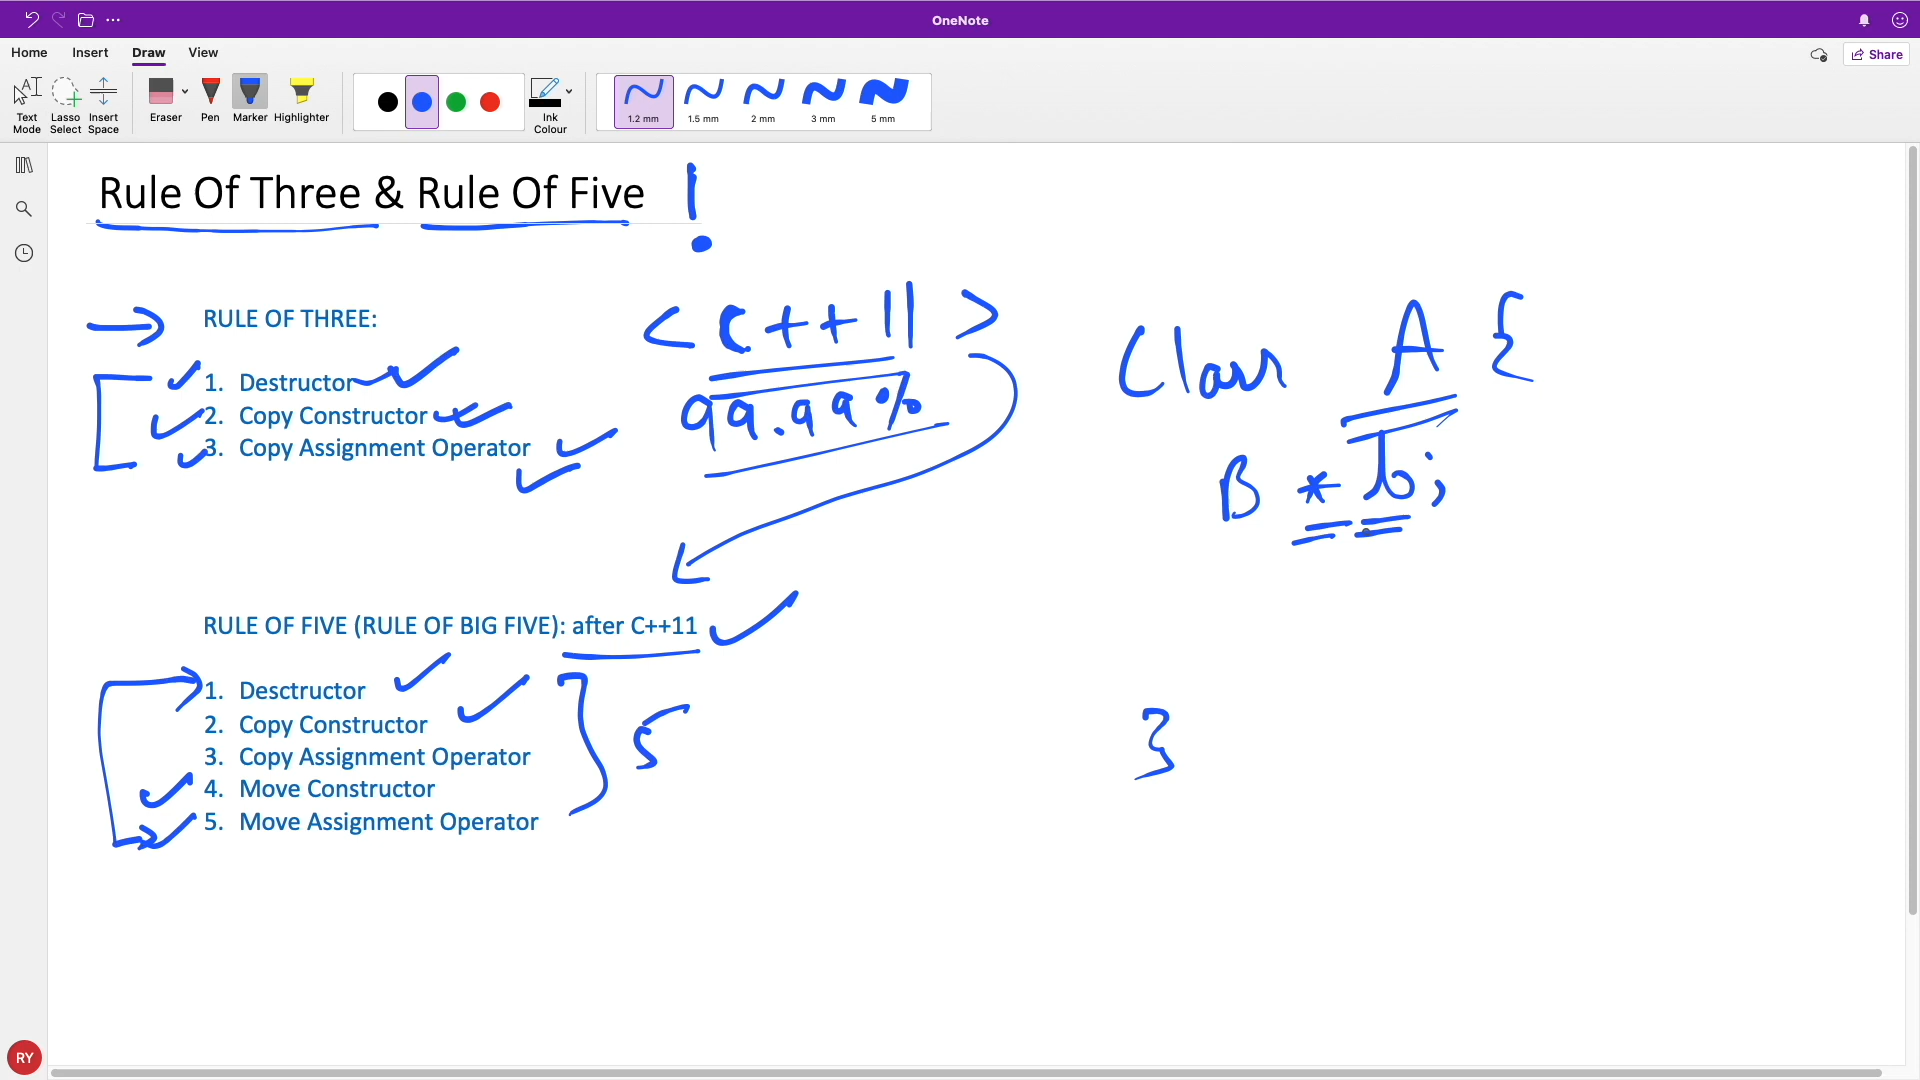 OneNote
Home Insert Draw View
Share
Text Mode
Lasso Select
Insert Space
Eraser
Pen
Marker
Highlighter
Ink Colour
1.2 mm
1.5 mm
2 mm
3 mm
5 mm
Rule Of Three & Rule Of Five !
RULE OF THREE:
1. Destructor
2. Copy Constructor
3. Copy Assignment Operator
< C++11 >
99.99%
Class A {
B * b;
}
RULE OF FIVE (RULE OF BIG FIVE): after C++11
1. Desctructor
2. Copy Constructor
3. Copy Assignment Operator
4. Move Constructor
5. Move Assignment Operator
5
RY